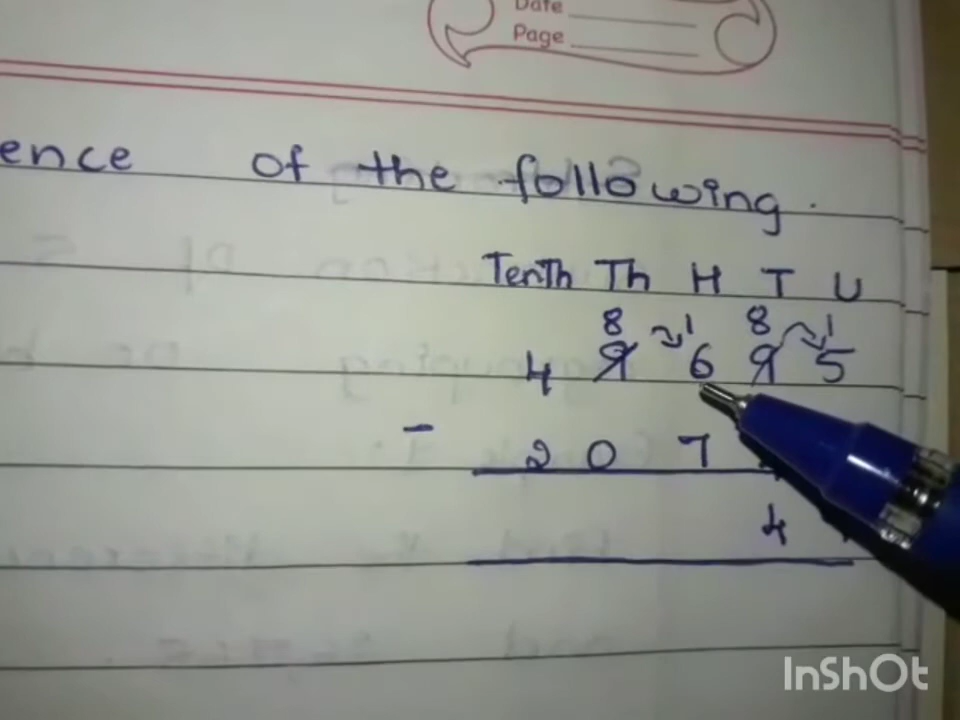 Date
Page
ence of the following.
TenTh Th H T U
8 1 8 1
4 9 6 9 5
- 2 0 7
4
InShOt